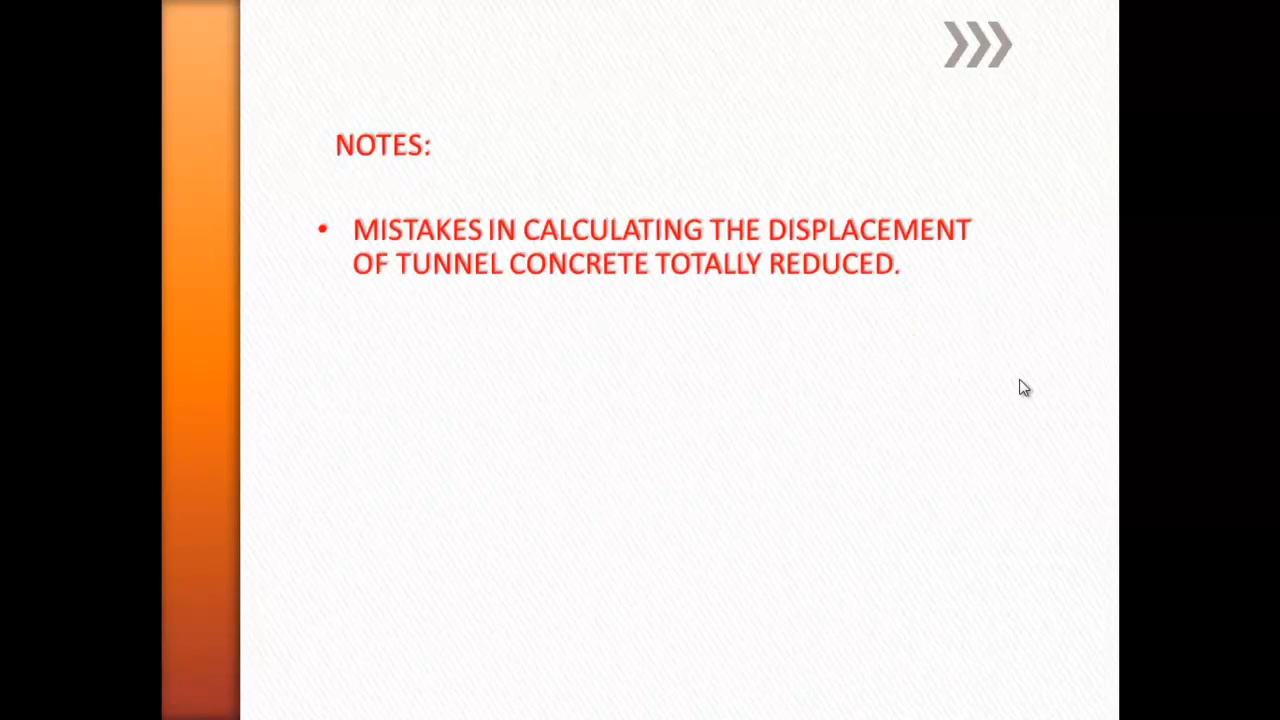 NOTES:
• MISTAKES IN CALCULATING THE DISPLACEMENT
OF TUNNEL CONCRETE TOTALLY REDUCED.